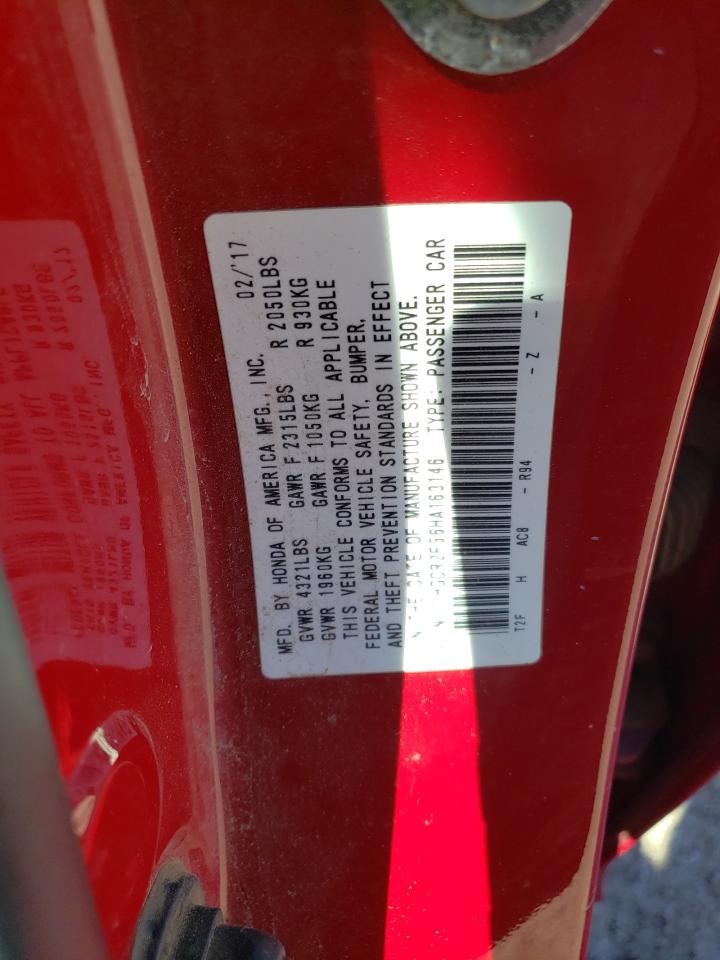 MFD. BY HONDA OF AMERICA MFG., INC. 02/'17
GVWR 4321LBS GAWR F 2315LBS R 2050LBS
GVWR 1960KG GAWR F 1050KG R 930KG
THIS VEHICLE CONFORMS TO ALL APPLICABLE
FEDERAL MOTOR VEHICLE SAFETY, BUMPER,
AND THEFT PREVENTION STANDARDS IN EFFECT
THE DATE OF MANUFACTURE SHOWN ABOVE.
TYPE: PASSENGER CAR
T2F H AC8 - R94 - Z - A